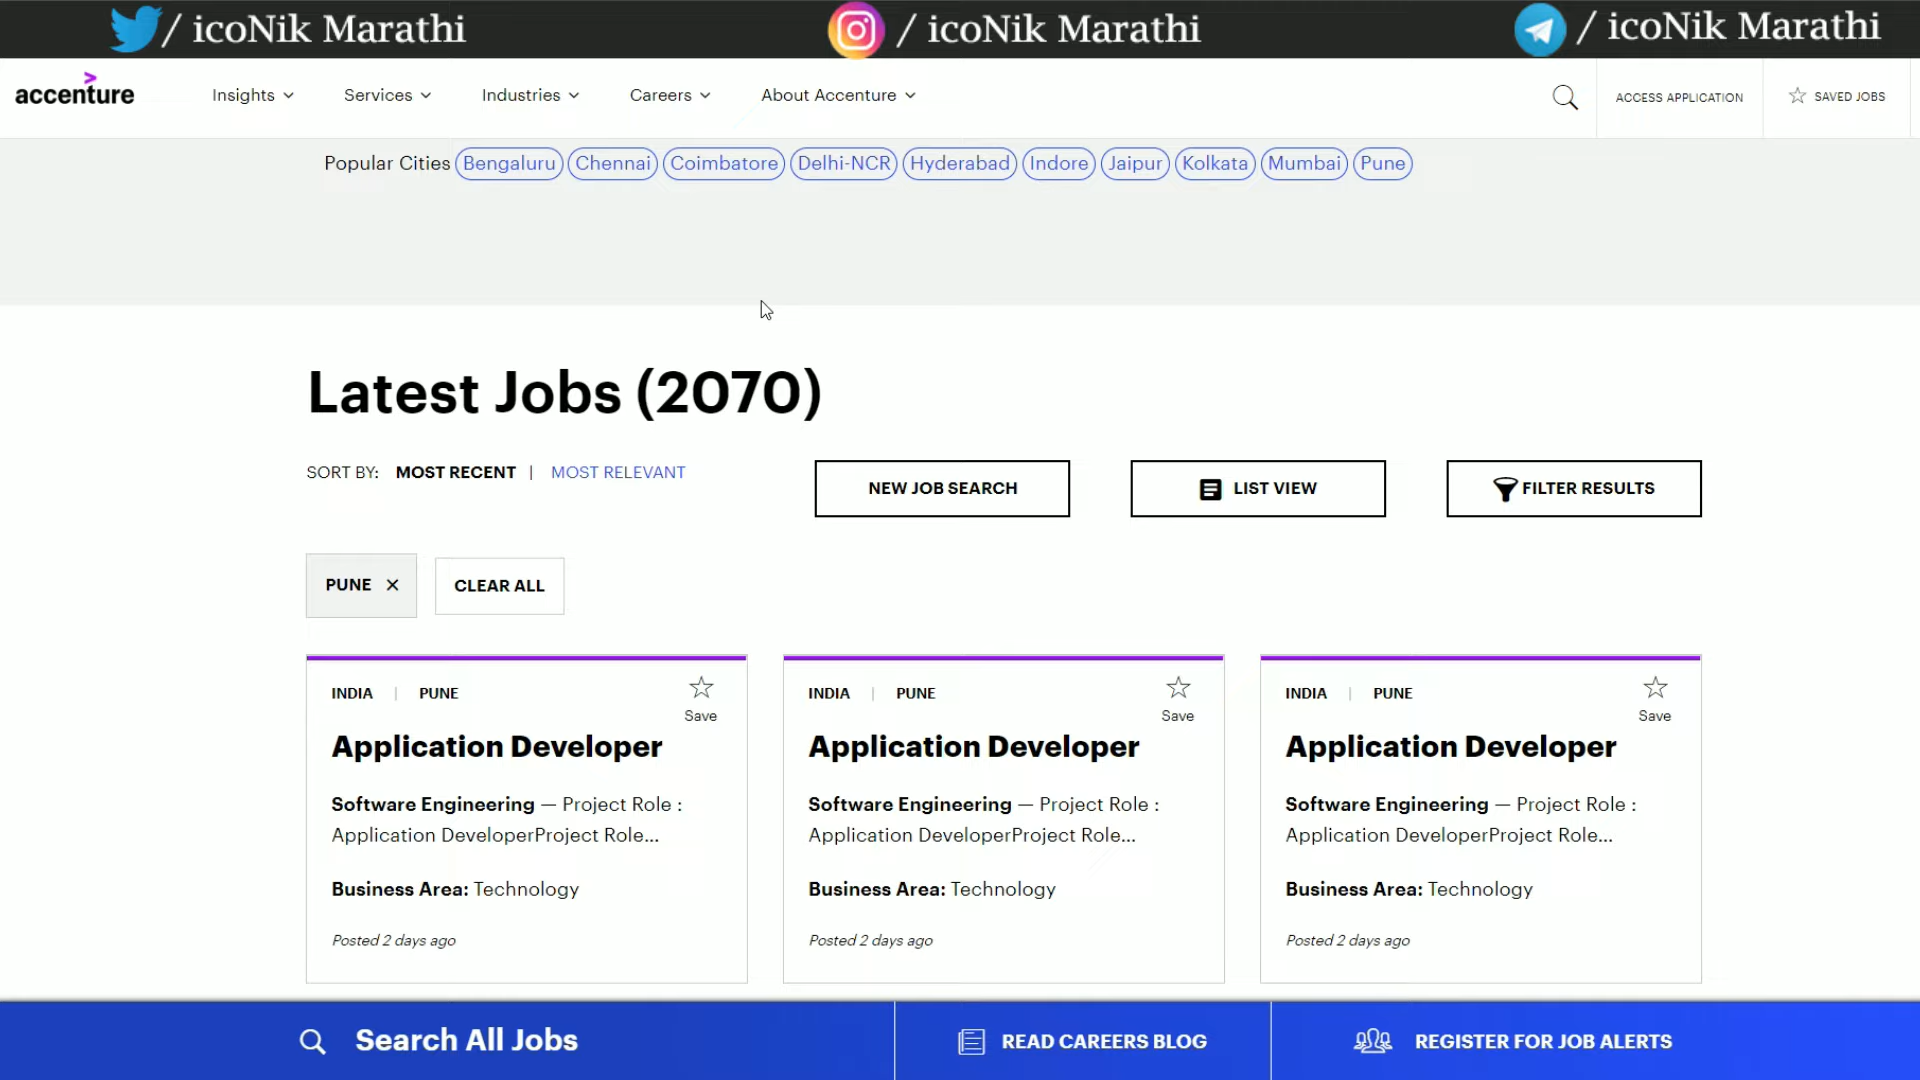 / icoNik Marathi
/ icoNik Marathi
/ icoNik Marathi
accenture
Insights
Services
Industries
Careers
About Accenture
ACCESS APPLICATION
SAVED JOBS
Popular Cities Bengaluru Chennai Coimbatore Delhi-NCR Hyderabad Indore Jaipur Kolkata Mumbai Pune
Latest Jobs (2070)
SORT BY: MOST RECENT | MOST RELEVANT
NEW JOB SEARCH
LIST VIEW
FILTER RESULTS
PUNE ✕
CLEAR ALL
INDIA | PUNE
Save
Application Developer
Software Engineering — Project Role :
Application DeveloperProject Role...
Business Area: Technology
Posted 2 days ago
INDIA | PUNE
Save
Application Developer
Software Engineering — Project Role :
Application DeveloperProject Role...
Business Area: Technology
Posted 2 days ago
INDIA | PUNE
Save
Application Developer
Software Engineering — Project Role :
Application DeveloperProject Role...
Business Area: Technology
Posted 2 days ago
Search All Jobs
READ CAREERS BLOG
REGISTER FOR JOB ALERTS